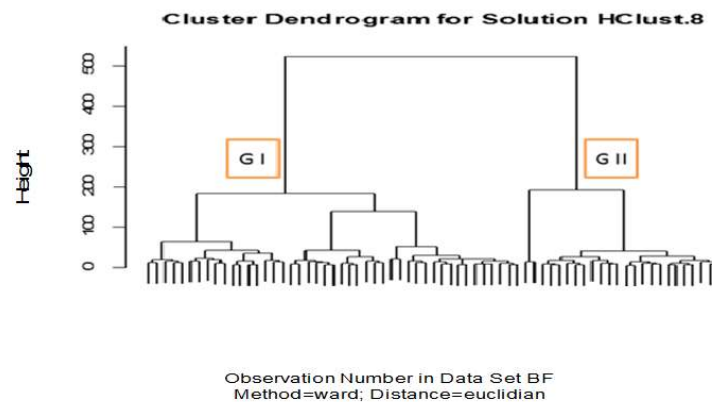 Cluster Dendrogram for Solution HClust.8
Height
500
400
300
200
100
0
G I
G II
Observation Number in Data Set BF
Method=ward; Distance=euclidian